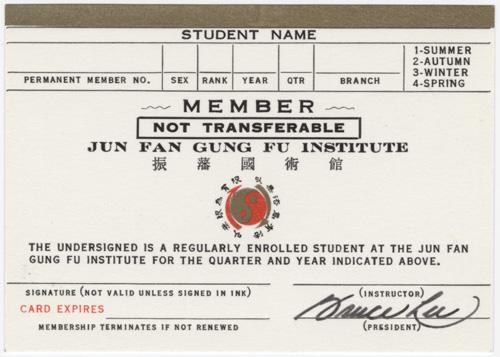 STUDENT NAME
1-SUMMER
2-AUTUMN
3-WINTER
4-SPRING
PERMANENT MEMBER NO. SEX RANK YEAR QTR BRANCH
MEMBER
NOT TRANSFERABLE
JUN FAN GUNG FU INSTITUTE
振藩國術館
THE UNDERSIGNED IS A REGULARLY ENROLLED STUDENT AT THE JUN FAN
GUNG FU INSTITUTE FOR THE QUARTER AND YEAR INDICATED ABOVE.
SIGNATURE (NOT VALID UNLESS SIGNED IN INK)
(INSTRUCTOR)
CARD EXPIRES
Bruce Lee
MEMBERSHIP TERMINATES IF NOT RENEWED
(PRESIDENT)